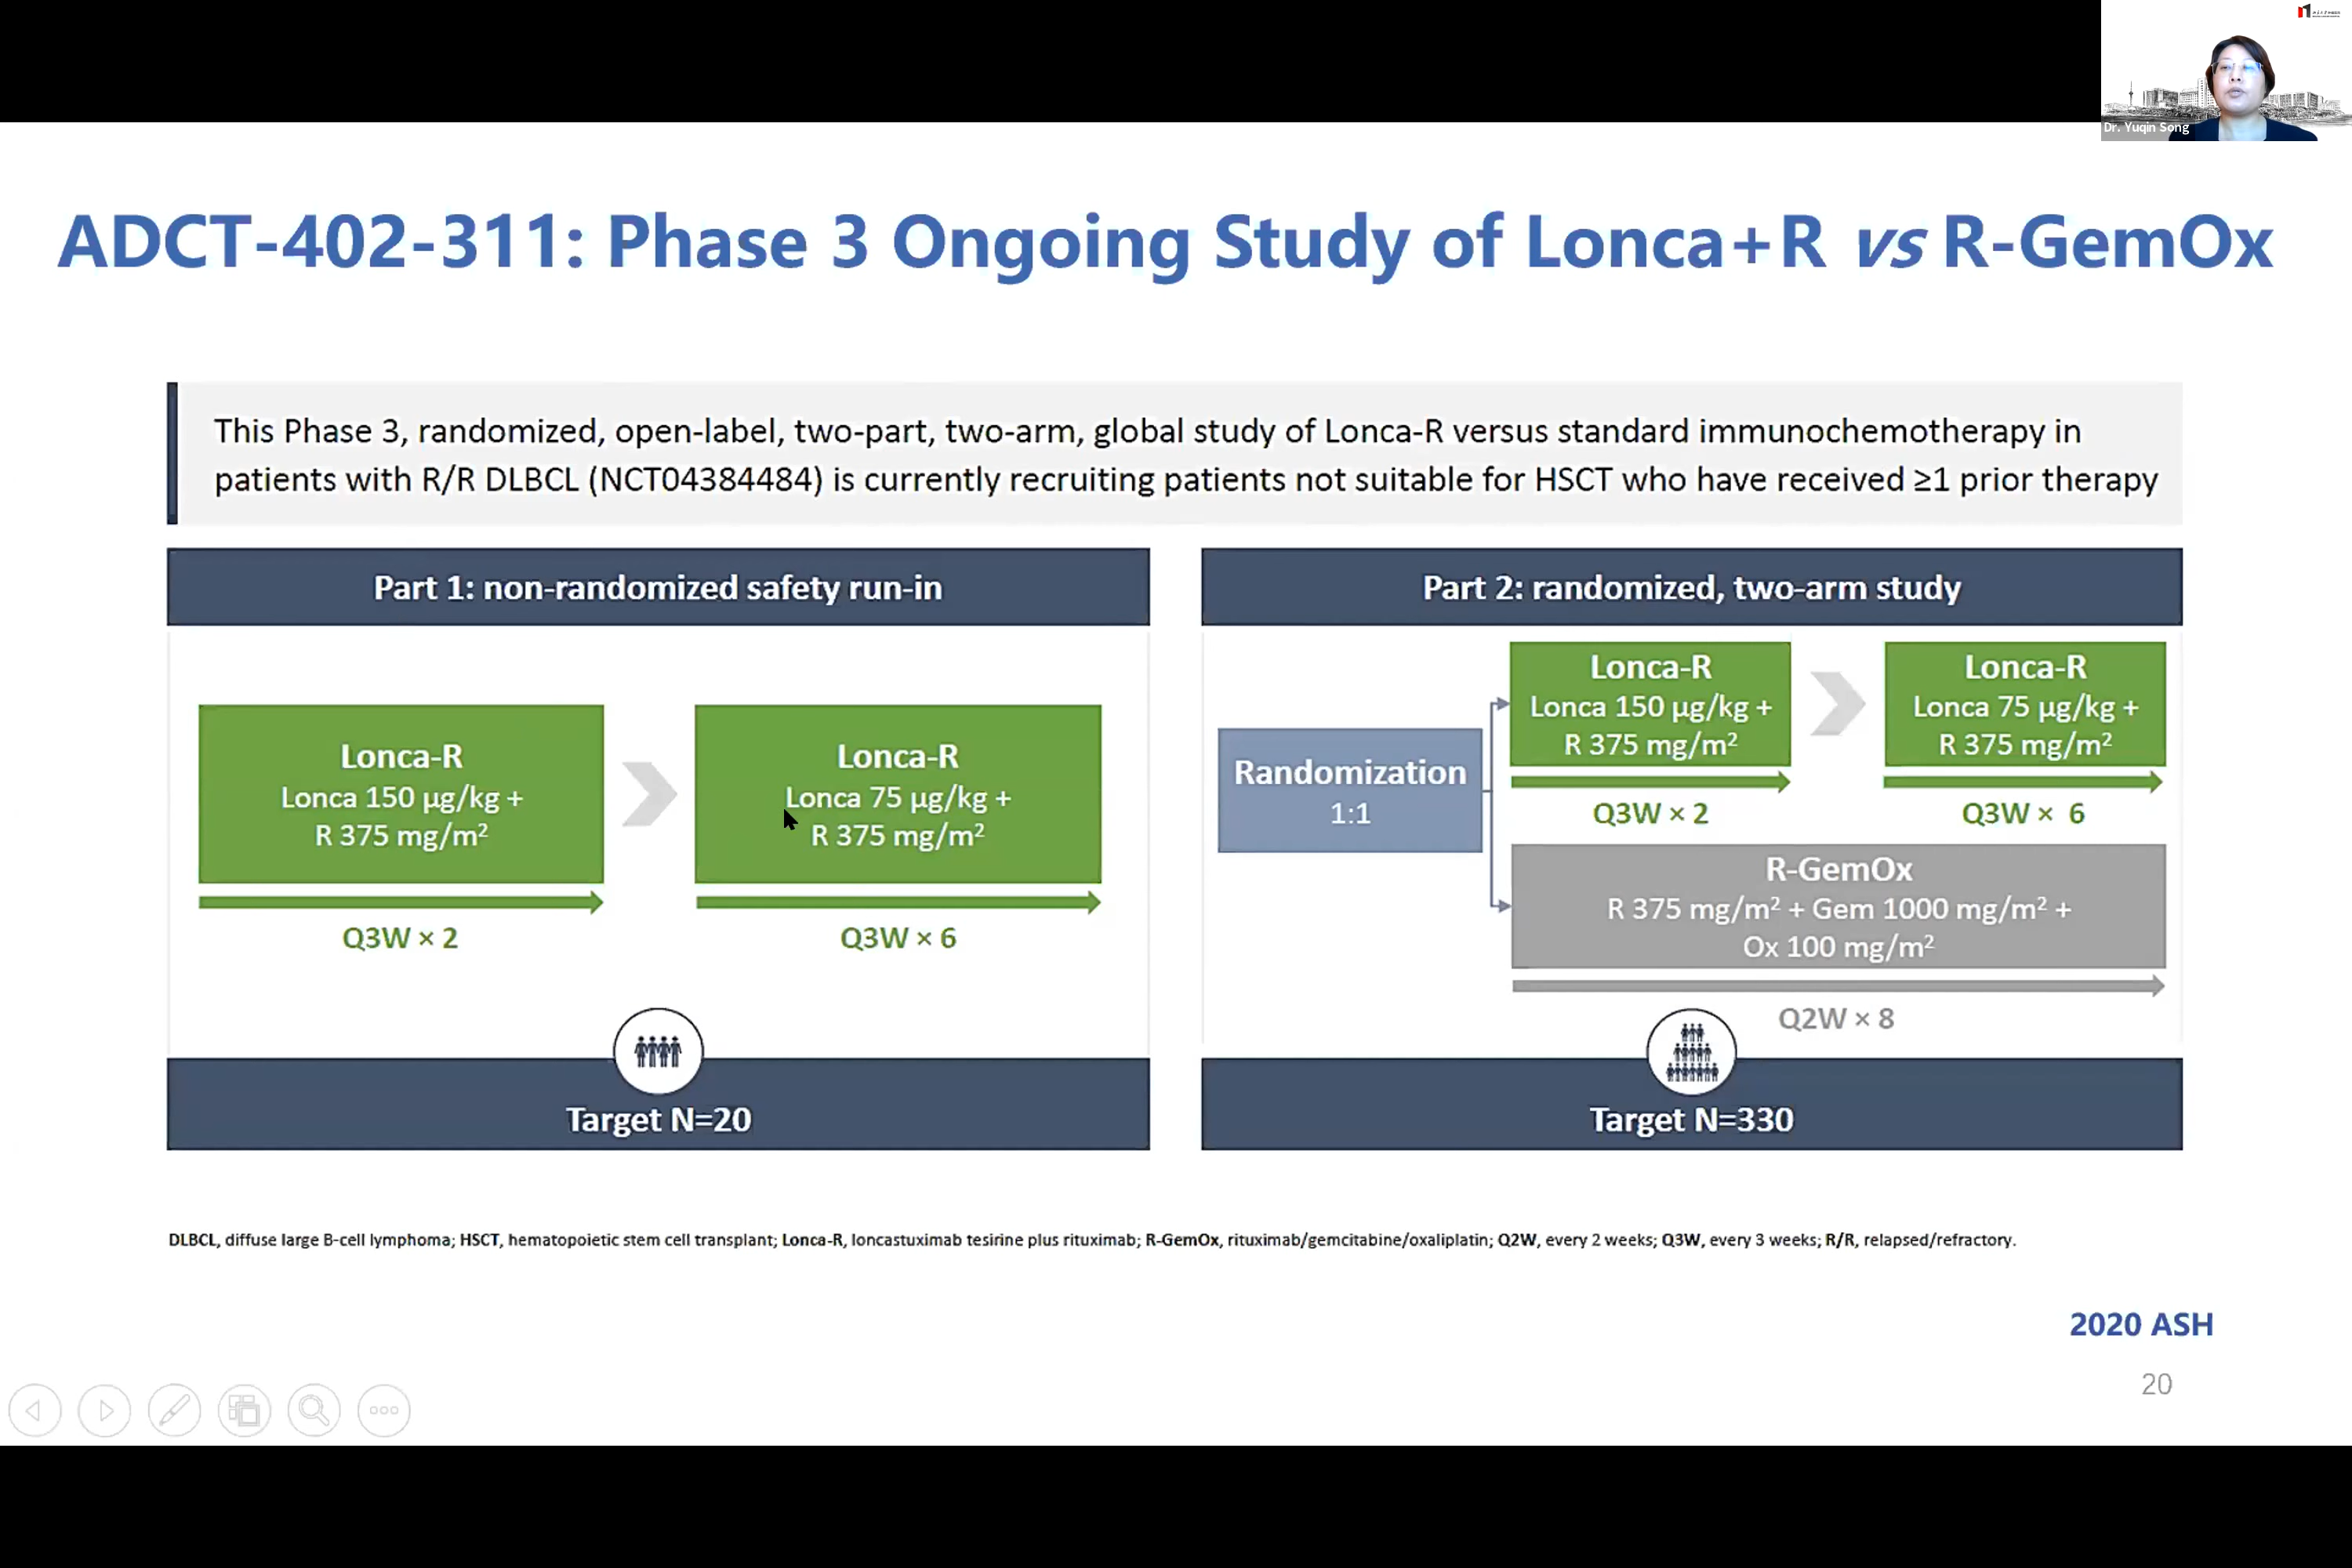 Dr. Yuqin Song
ADCT-402-311: Phase 3 Ongoing Study of Lonca+R vs R-GemOx
This Phase 3, randomized, open-label, two-part, two-arm, global study of Lonca-R versus standard immunochemotherapy in
patients with R/R DLBCL (NCT04384484) is currently recruiting patients not suitable for HSCT who have received ≥1 prior therapy
Part 1: non-randomized safety run-in
Lonca-R
Lonca 150 µg/kg +
R 375 mg/m²
Q3W × 2
Lonca-R
Lonca 75 µg/kg +
R 375 mg/m²
Q3W × 6
Target N=20
Part 2: randomized, two-arm study
Randomization
1:1
Lonca-R
Lonca 150 µg/kg +
R 375 mg/m²
Q3W × 2
Lonca-R
Lonca 75 µg/kg +
R 375 mg/m²
Q3W × 6
R-GemOx
R 375 mg/m² + Gem 1000 mg/m² +
Ox 100 mg/m²
Q2W × 8
Target N=330
DLBCL, diffuse large B-cell lymphoma; HSCT, hematopoietic stem cell transplant; Lonca-R, loncastuximab tesirine plus rituximab; R-GemOx, rituximab/gemcitabine/oxaliplatin; Q2W, every 2 weeks; Q3W, every 3 weeks; R/R, relapsed/refractory.
2020 ASH
20